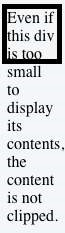 Even if
this div
is too
small
to
display
its
contents,
the
content
is not
clipped.